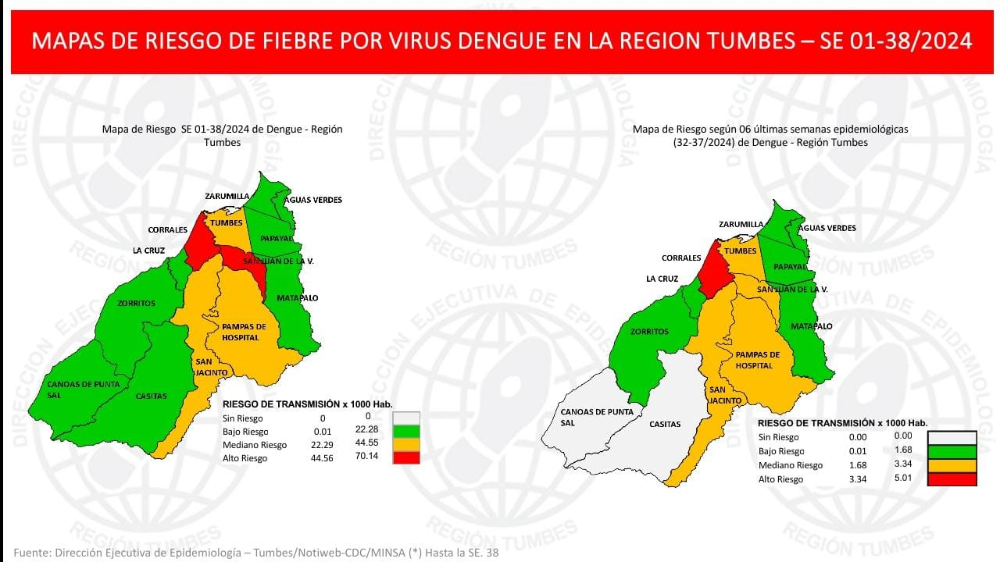 MAPAS DE RIESGO DE FIEBRE POR VIRUS DENGUE EN LA REGION TUMBES – SE 01-38/2024
Mapa de Riesgo SE 01-38/2024 de Dengue - Región
Tumbes
ZARUMILLA
AGUAS VERDES
TUMBES
CORRALES
PAPAYAL
LA CRUZ
SAN JUAN DE LA V.
MATAPALO
ZORRITOS
PAMPAS DE
HOSPITAL
SAN
JACINTO
CANOAS DE PUNTA
SAL
CASITAS
RIESGO DE TRANSMISIÓN x 1000 Hab.
Sin Riesgo 0 0
Bajo Riesgo 0.01 22.28
Mediano Riesgo 22.29 44.55
Alto Riesgo 44.56 70.14
Mapa de Riesgo según 06 últimas semanas epidemiológicas
(32-37/2024) de Dengue - Región Tumbes
ZARUMILLA
AGUAS VERDES
TUMBES
CORRALES
PAPAYAL
LA CRUZ
SAN JUAN DE LA V.
MATAPALO
ZORRITOS
PAMPAS DE
HOSPITAL
SAN
JACINTO
CANOAS DE PUNTA
SAL
CASITAS
RIESGO DE TRANSMISIÓN x 1000 Hab.
Sin Riesgo 0.00 0.00
Bajo Riesgo 0.01 1.68
Mediano Riesgo 1.68 3.34
Alto Riesgo 3.34 5.01
Fuente: Dirección Ejecutiva de Epidemiología – Tumbes/Notiweb-CDC/MINSA (*) Hasta la SE. 38
DIRECCIÓN EJECUTIVA DE EPIDEMIOLOGÍA
REGIÓN TUMBES